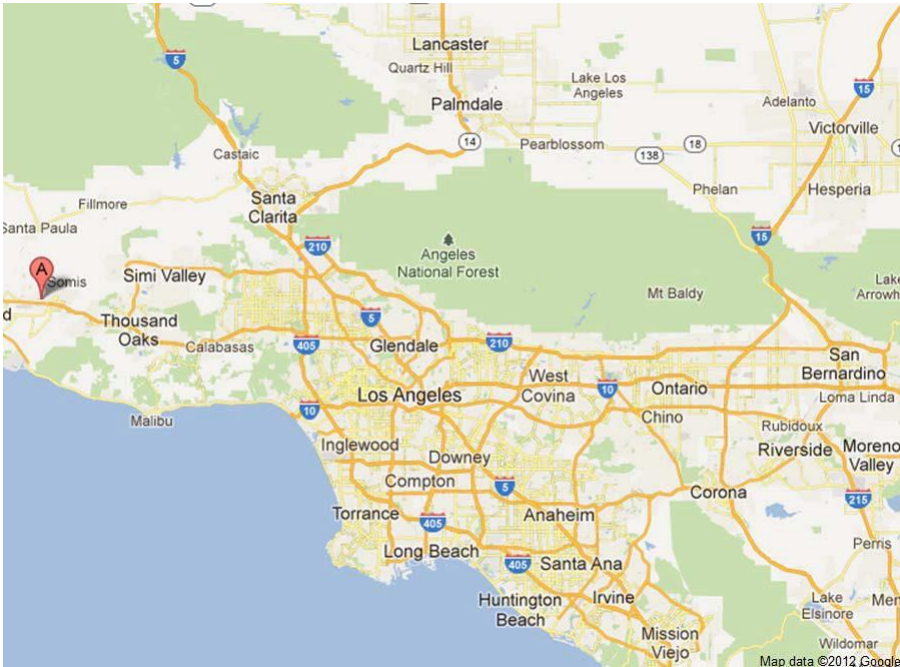 Lancaster
Quartz Hill
5
Lake Los
Angeles
15
Palmdale
Adelanto
Victorville
14
Pearblossom
138
18
Castaic
Santa
Clarita
Phelan
Hesperia
Fillmore
Santa Paula
210
15
Angeles
National Forest
A
Somis
Simi Valley
Mt Baldy
Lake
Arrowh
d
Thousand
Oaks
5
Calabasas
405
Glendale
210
San
Bernardino
West
Covina
10
Ontario
Los Angeles
Loma Linda
10
Malibu
Chino
Rubidoux
Inglewood
Downey
Riverside
Moreno
Valley
Compton
5
Corona
215
Torrance
405
Anaheim
Long Beach
405
Santa Ana
Perris
Huntington
Beach
Irvine
Lake
Elsinore
Men
Mission
Viejo
Wildomar
Map data ©2012 Google